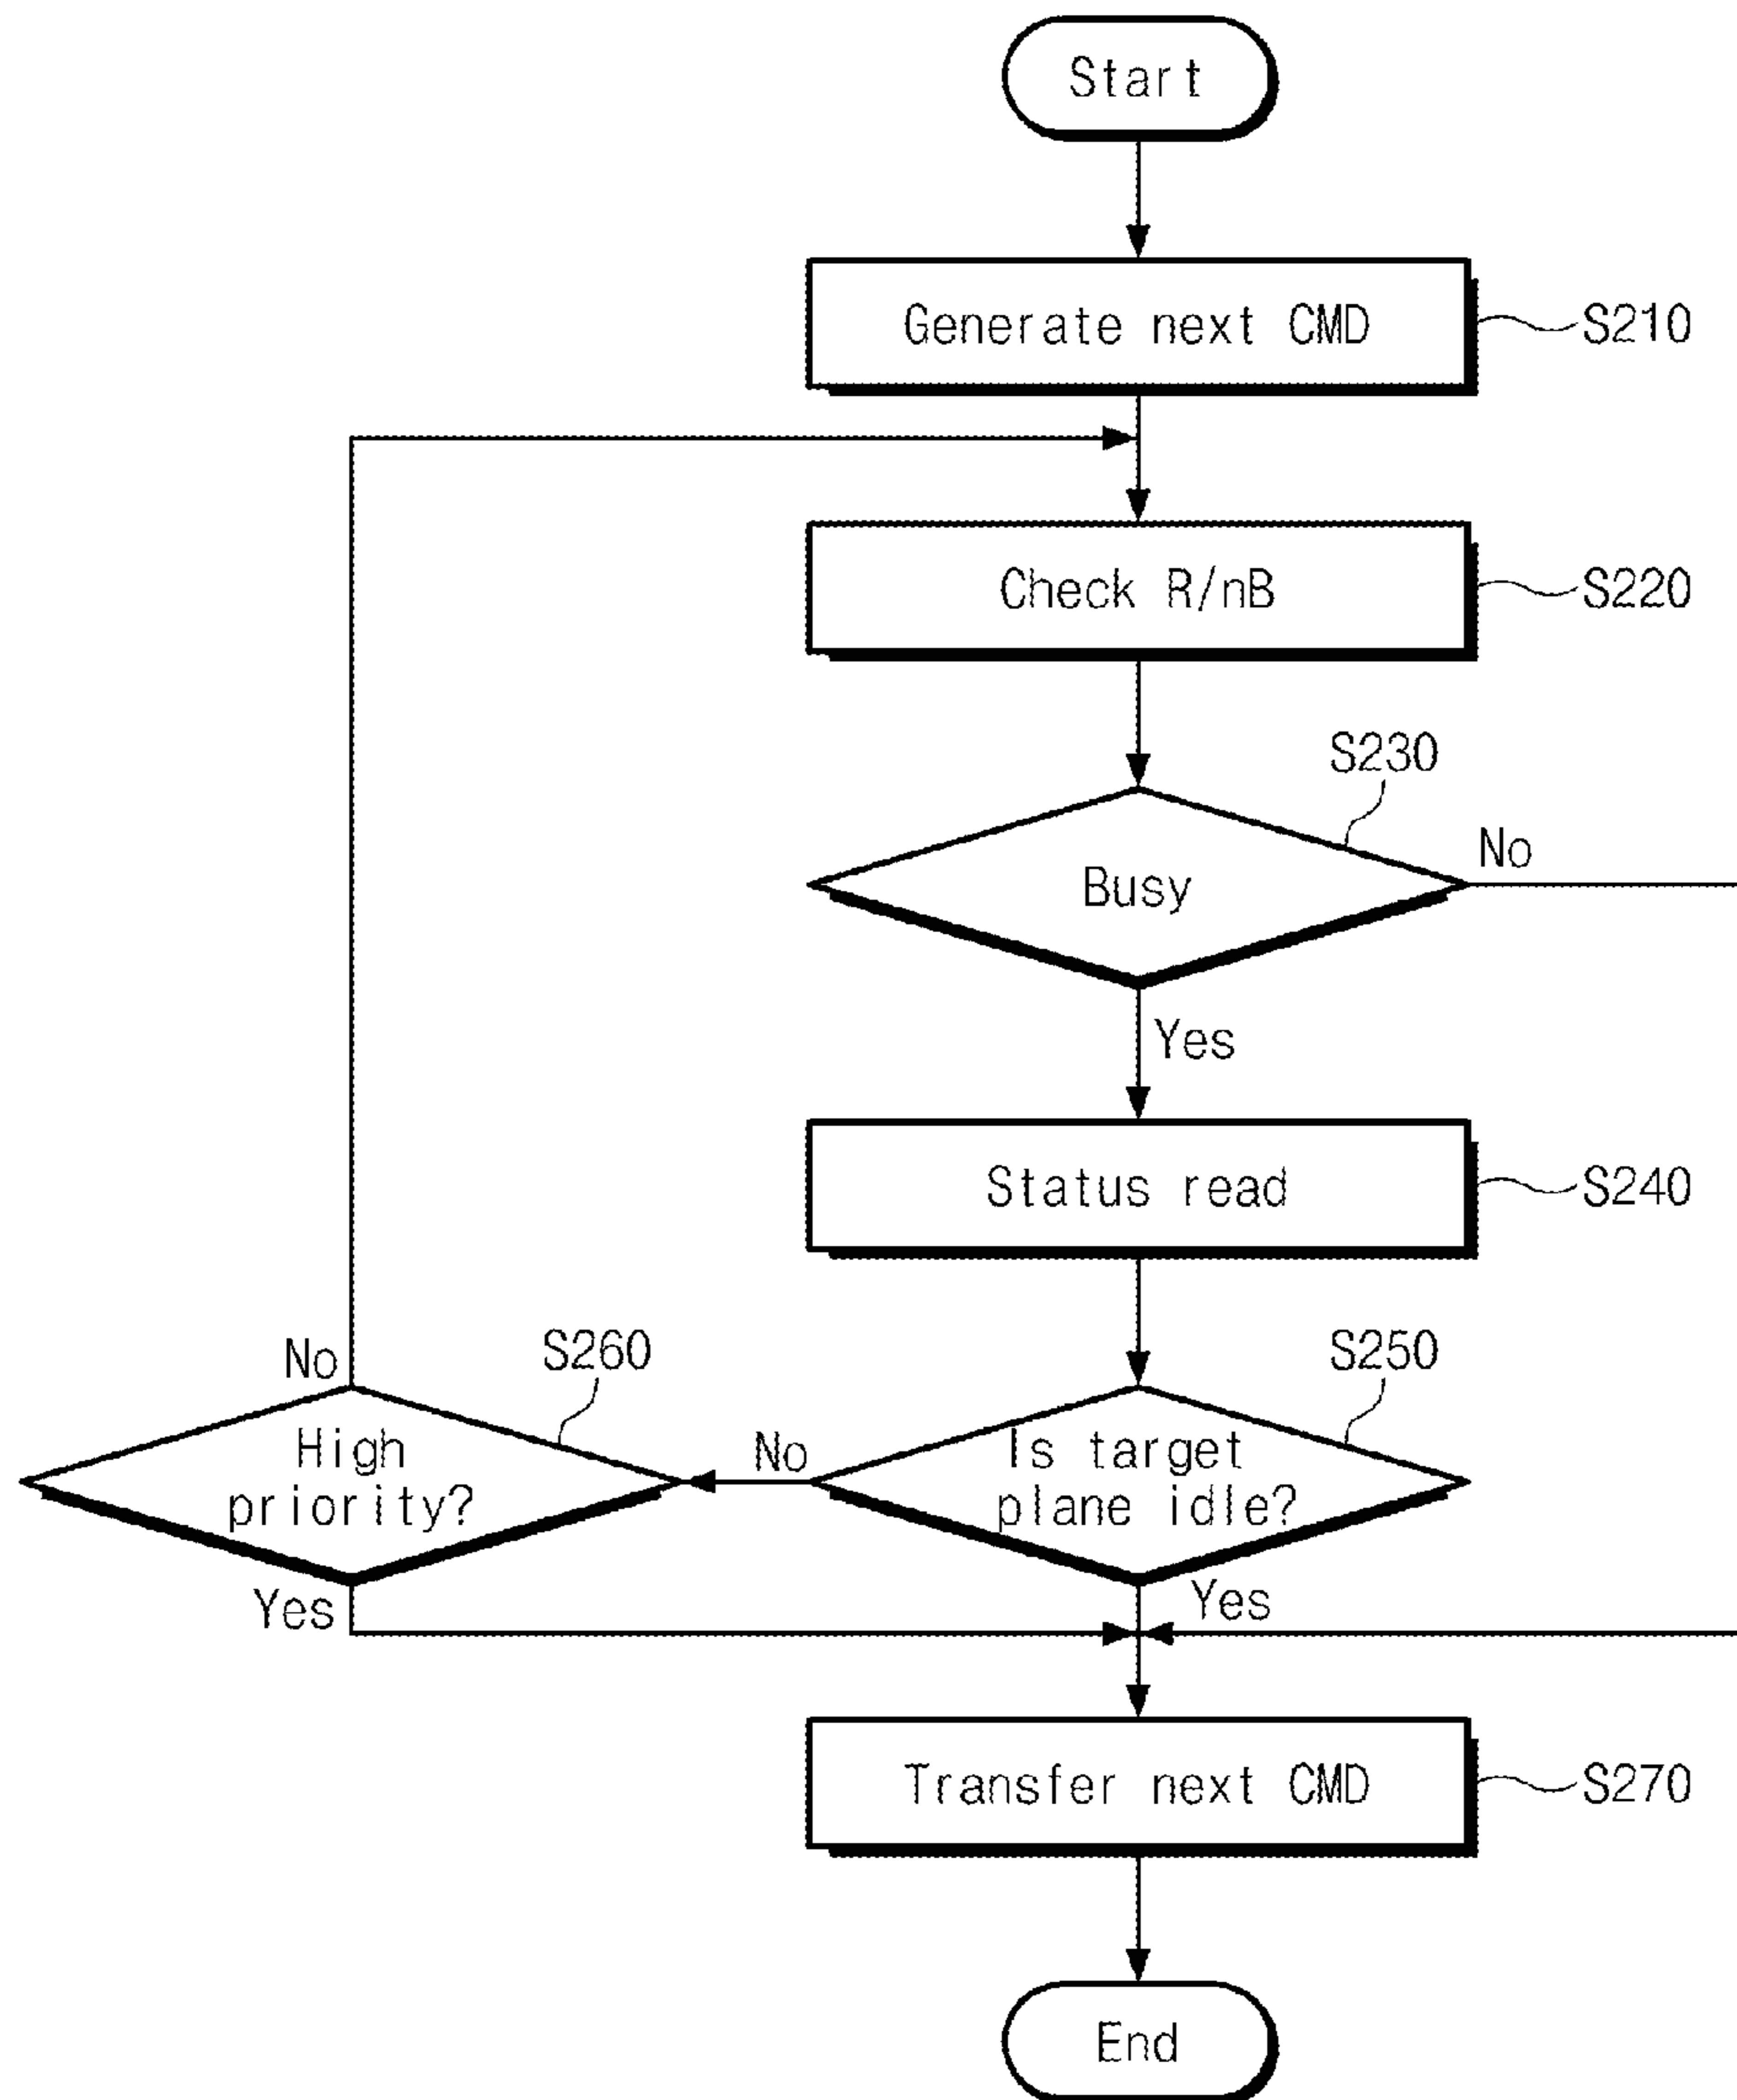 Start
Generate next CMD
S210
Check R/nB
S220
S230
Busy
No
Yes
Status read
S240
No
S260
S250
High
priority?
No
Is target
plane idle?
Yes
Yes
Transfer next CMD
S270
End